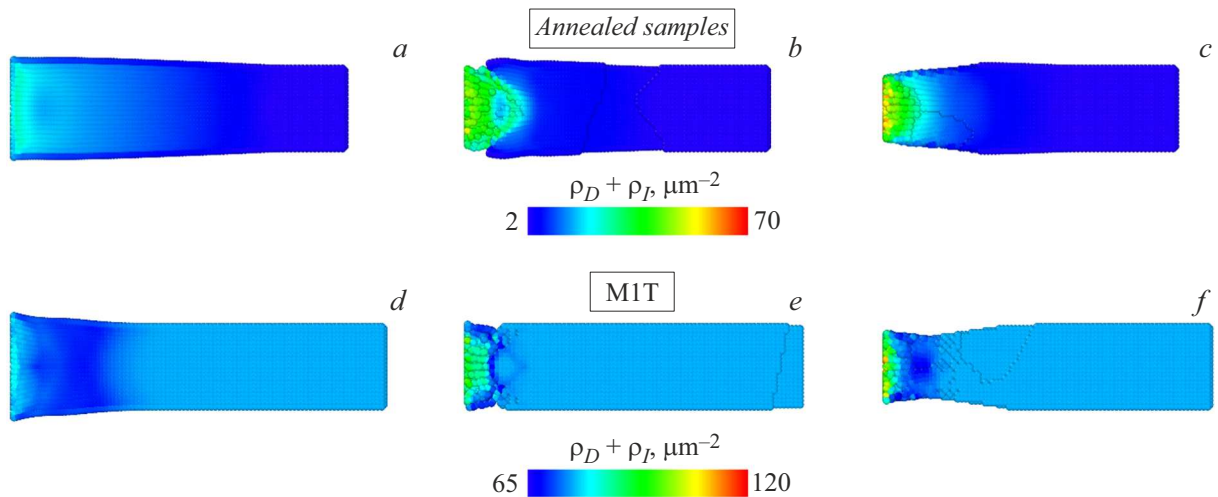 a
Annealed samples
b
c
ρD + ρI, μm–2
2
70
d
M1T
e
f
ρD + ρI, μm–2
65
120